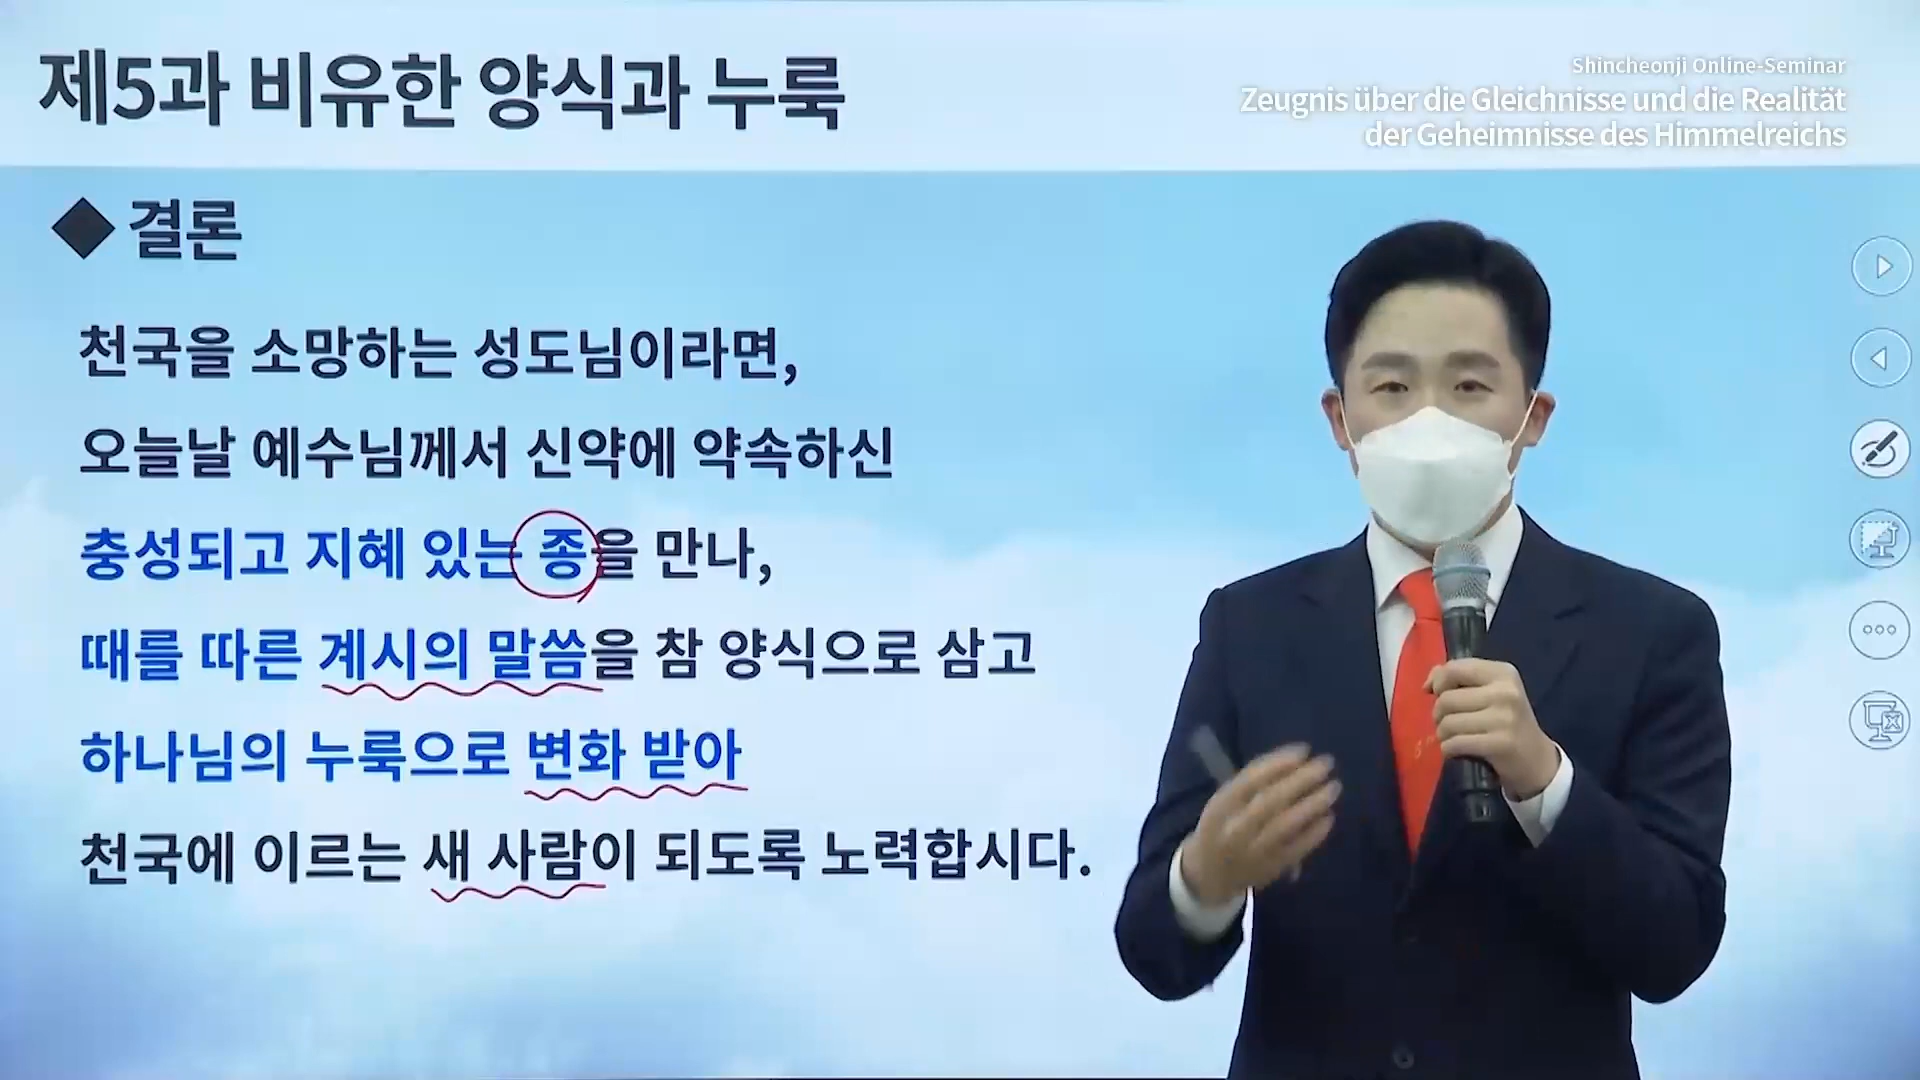 제5과 비유한 양식과 누룩
Shincheonji Online-Seminar
Zeugnis über die Gleichnisse und die Realität
der Geheimnisse des Himmelreichs
◆ 결론
천국을 소망하는 성도님이라면,
오늘날 예수님께서 신약에 약속하신
충성되고 지혜 있는 종을 만나,
때를 따른 계시의 말씀을 참 양식으로 삼고
하나님의 누룩으로 변화 받아
천국에 이르는 새 사람이 되도록 노력합시다.